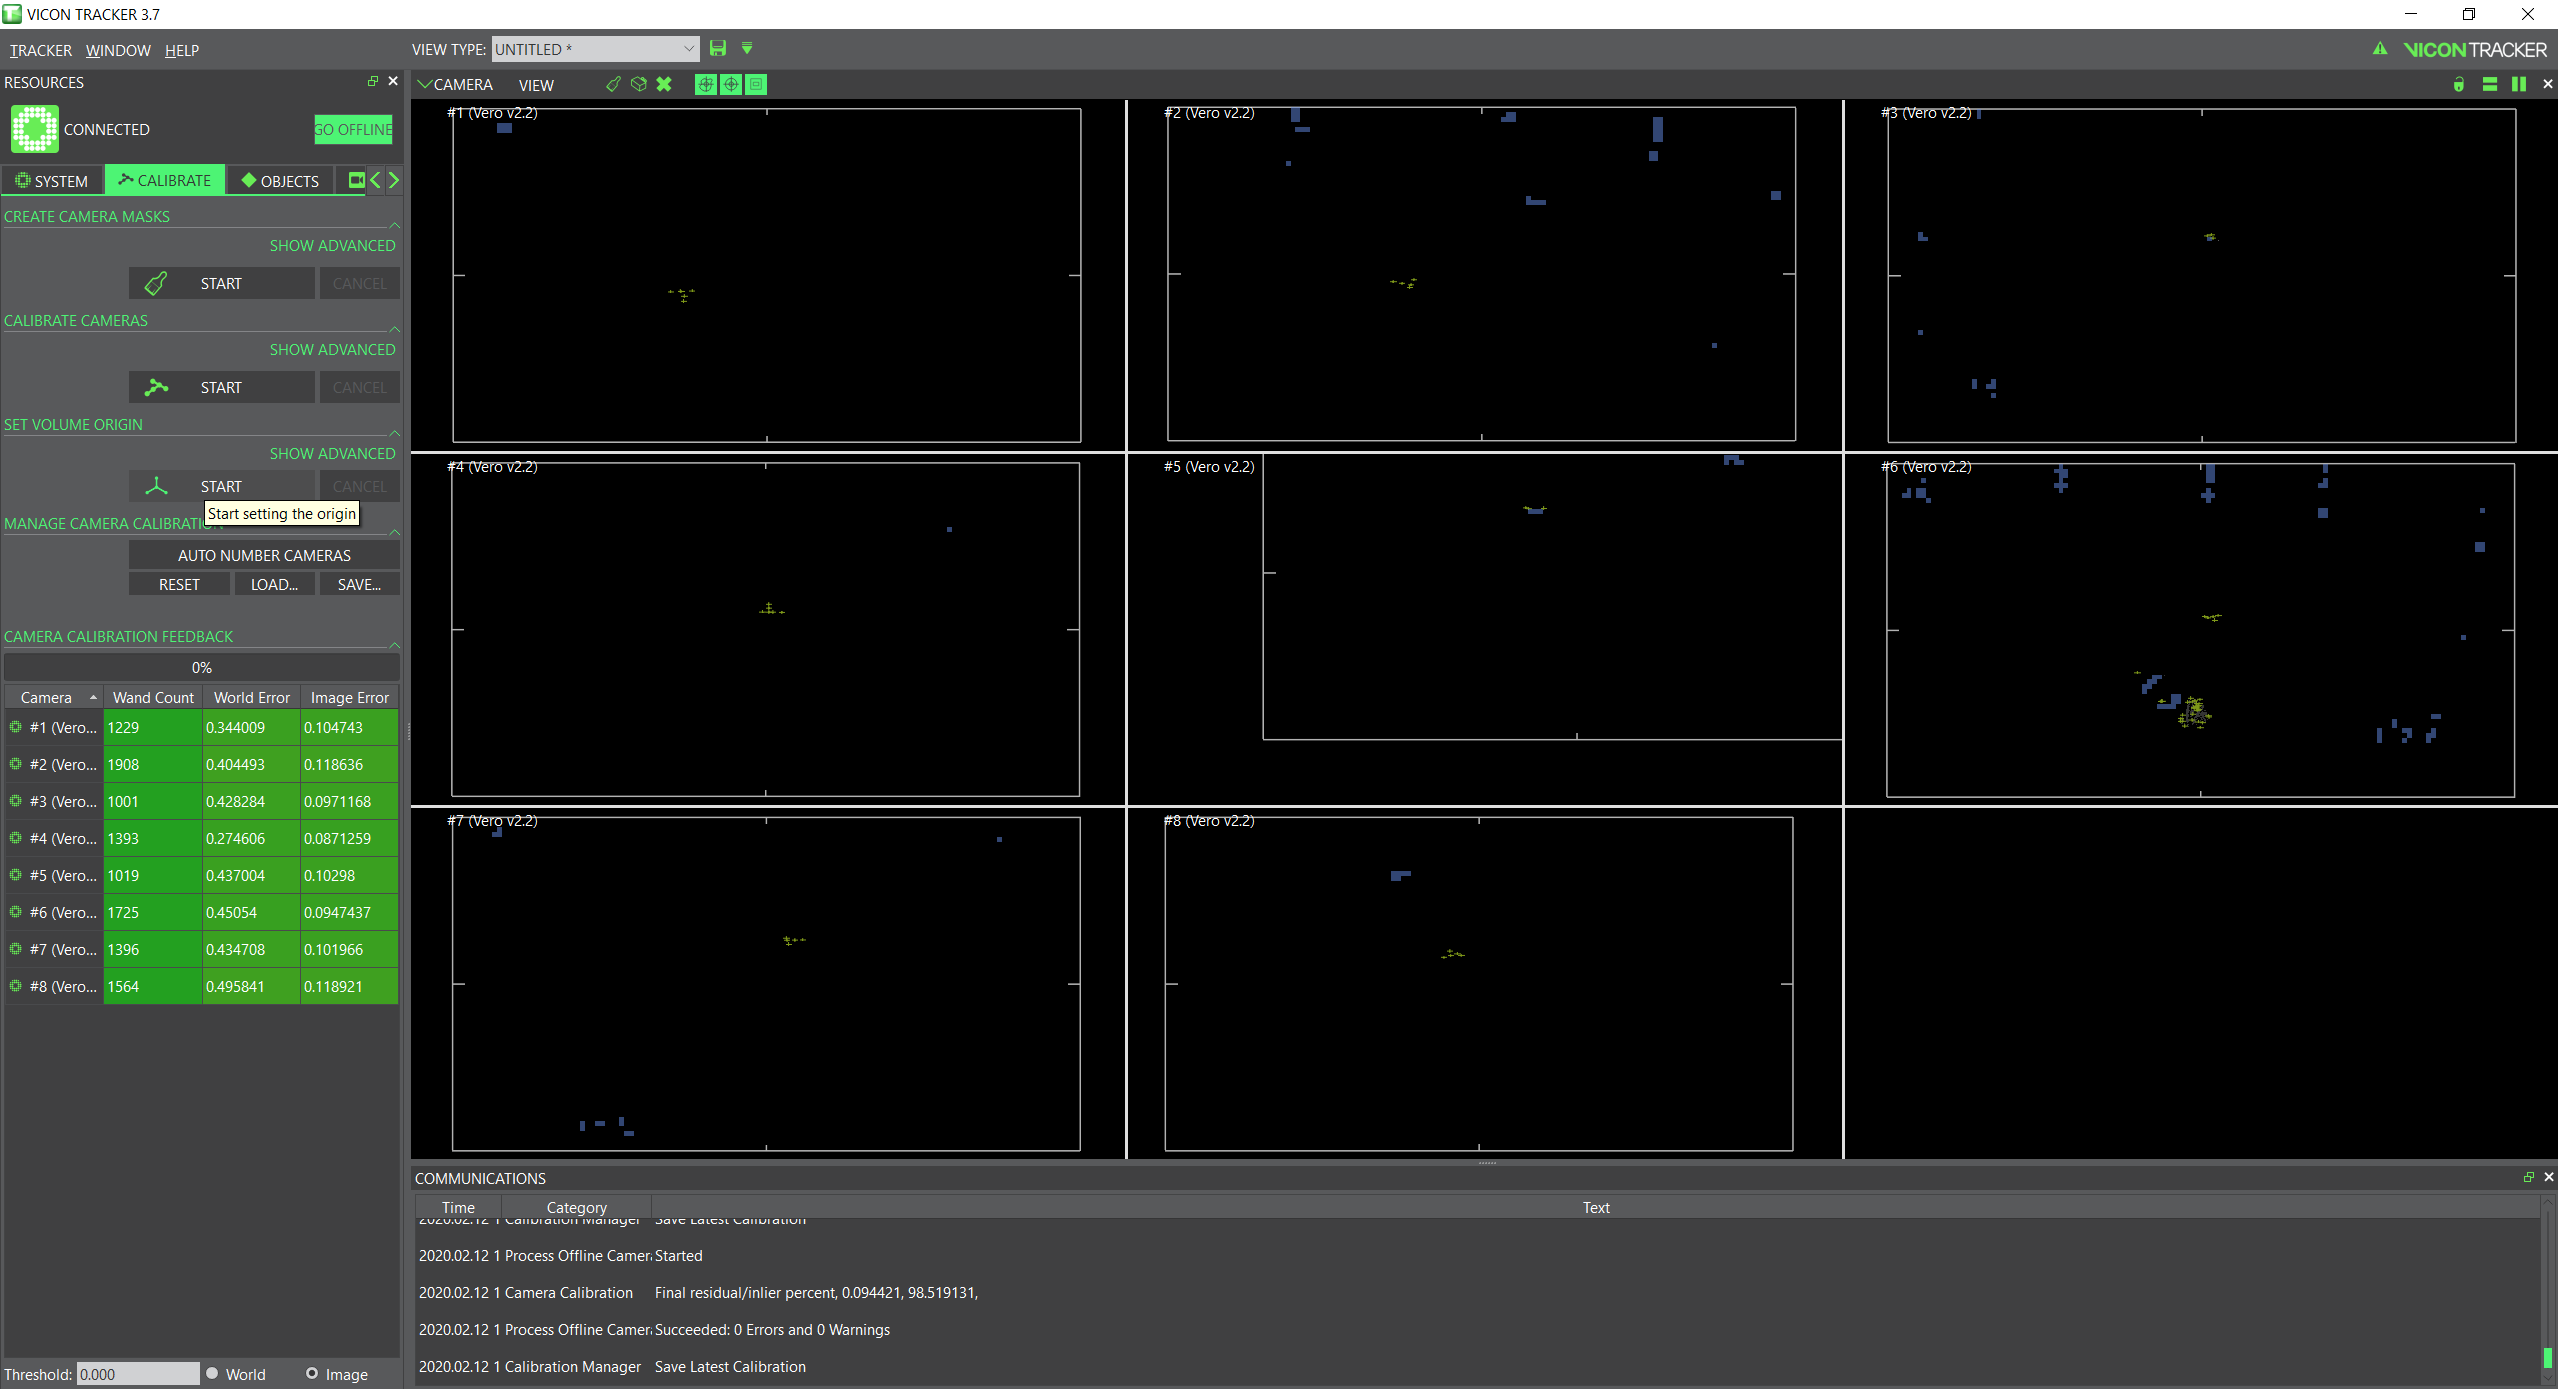 VICON TRACKER 3.7
TRACKER WINDOW HELP
VIEW TYPE: UNTITLED *
VICON TRACKER
RESOURCES
CONNECTED
GO OFFLINE
SYSTEM CALIBRATE OBJECTS
CREATE CAMERA MASKS
SHOW ADVANCED
START CANCEL
CALIBRATE CAMERAS
SHOW ADVANCED
START CANCEL
SET VOLUME ORIGIN
SHOW ADVANCED
START CANCEL
Start setting the origin
MANAGE CAMERA CALIBRATIO
AUTO NUMBER CAMERAS
RESET LOAD... SAVE...
CAMERA CALIBRATION FEEDBACK
0%
Camera Wand Count World Error Image Error
#1 (Vero... 1229 0.344009 0.104743
#2 (Vero... 1908 0.404493 0.118636
#3 (Vero... 1001 0.428284 0.0971168
#4 (Vero... 1393 0.274606 0.0871259
#5 (Vero... 1019 0.437004 0.10298
#6 (Vero... 1725 0.45054 0.0947437
#7 (Vero... 1396 0.434708 0.101966
#8 (Vero... 1564 0.495841 0.118921
Threshold: 0.000 World Image
CAMERA VIEW
#1 (Vero v2.2)
#2 (Vero v2.2)
#3 (Vero v2.2)
#4 (Vero v2.2)
#5 (Vero v2.2)
#6 (Vero v2.2)
#7 (Vero v2.2)
#8 (Vero v2.2)
COMMUNICATIONS
Time Category Text
2020.02.12 1 Calibration Manager Save Latest Calibration
2020.02.12 1 Process Offline Camer Started
2020.02.12 1 Camera Calibration Final residual/inlier percent, 0.094421, 98.519131,
2020.02.12 1 Process Offline Camer Succeeded: 0 Errors and 0 Warnings
2020.02.12 1 Calibration Manager Save Latest Calibration